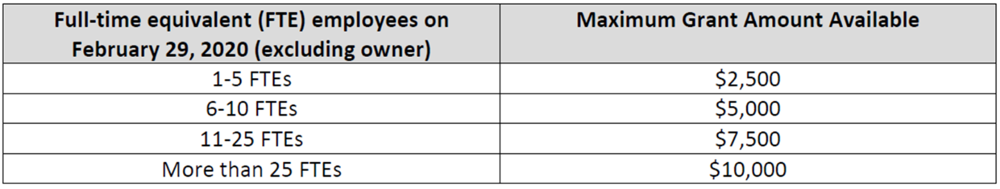 Full-time equivalent (FTE) employees on
February 29, 2020 (excluding owner)
Maximum Grant Amount Available
1-5 FTEs
$2,500
6-10 FTEs
$5,000
11-25 FTEs
$7,500
More than 25 FTEs
$10,000